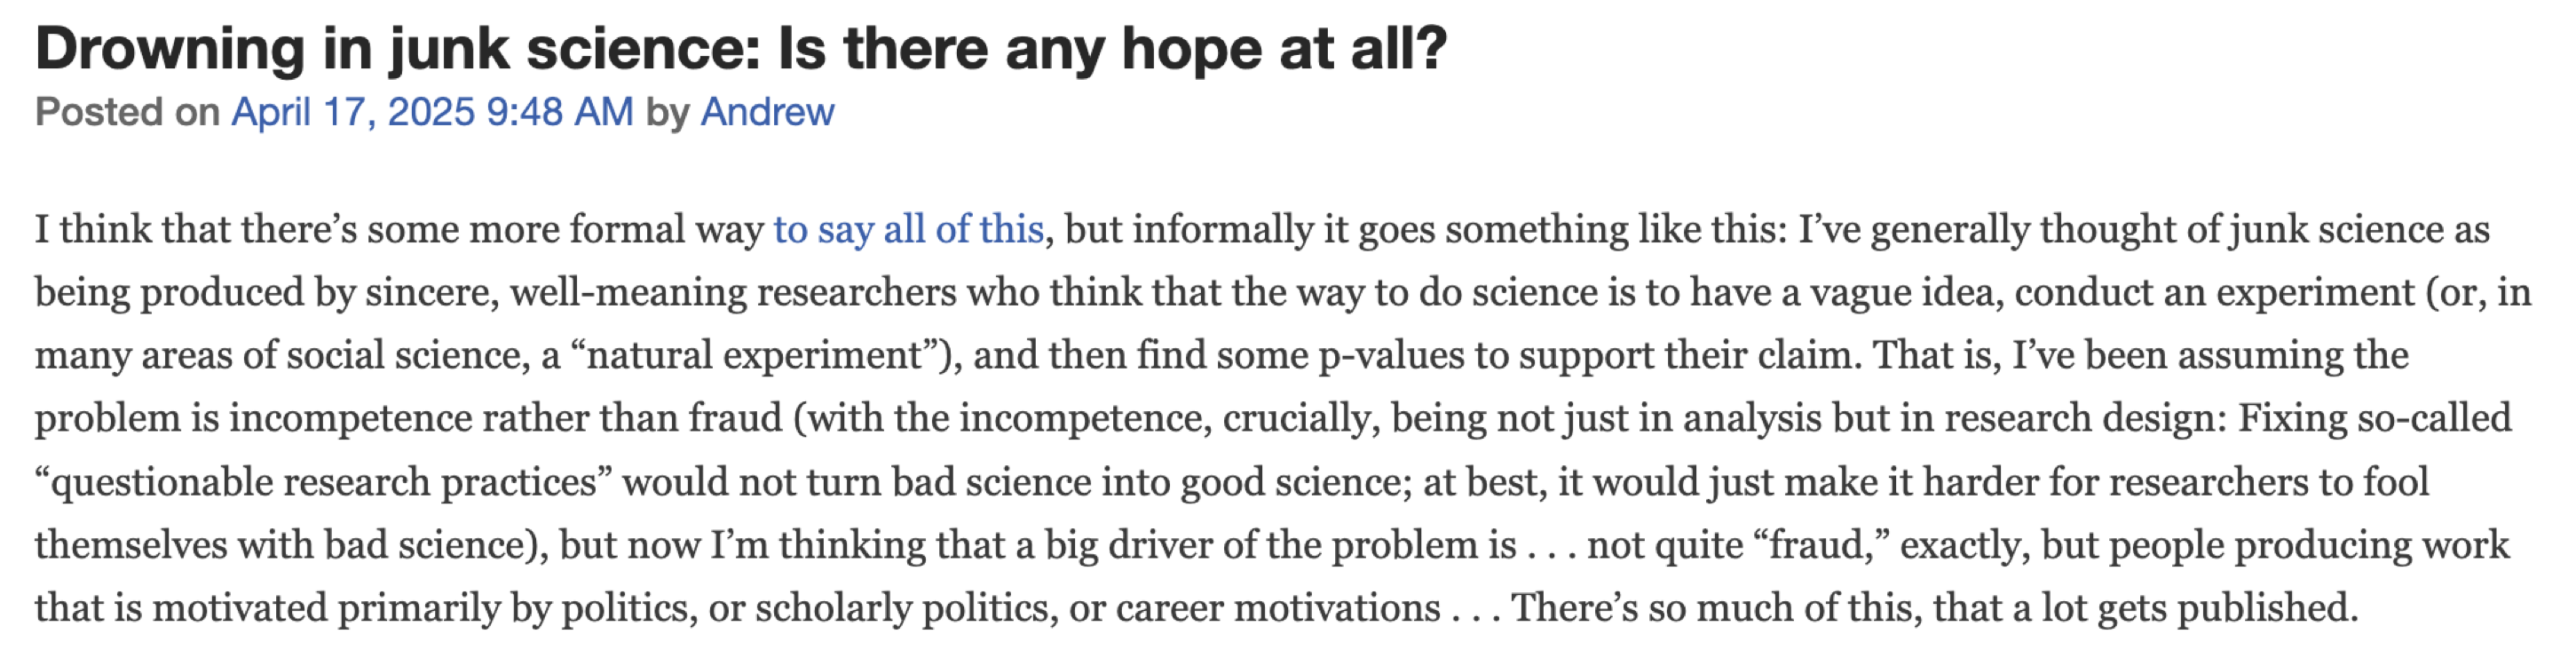 Drowning in junk science: Is there any hope at all?
Posted on April 17, 2025 9:48 AM by Andrew
I think that there’s some more formal way to say all of this, but informally it goes something like this: I’ve generally thought of junk science as
being produced by sincere, well-meaning researchers who think that the way to do science is to have a vague idea, conduct an experiment (or, in
many areas of social science, a “natural experiment”), and then find some p-values to support their claim. That is, I’ve been assuming the
problem is incompetence rather than fraud (with the incompetence, crucially, being not just in analysis but in research design: Fixing so-called
“questionable research practices” would not turn bad science into good science; at best, it would just make it harder for researchers to fool
themselves with bad science), but now I’m thinking that a big driver of the problem is . . . not quite “fraud,” exactly, but people producing work
that is motivated primarily by politics, or scholarly politics, or career motivations . . . There’s so much of this, that a lot gets published.